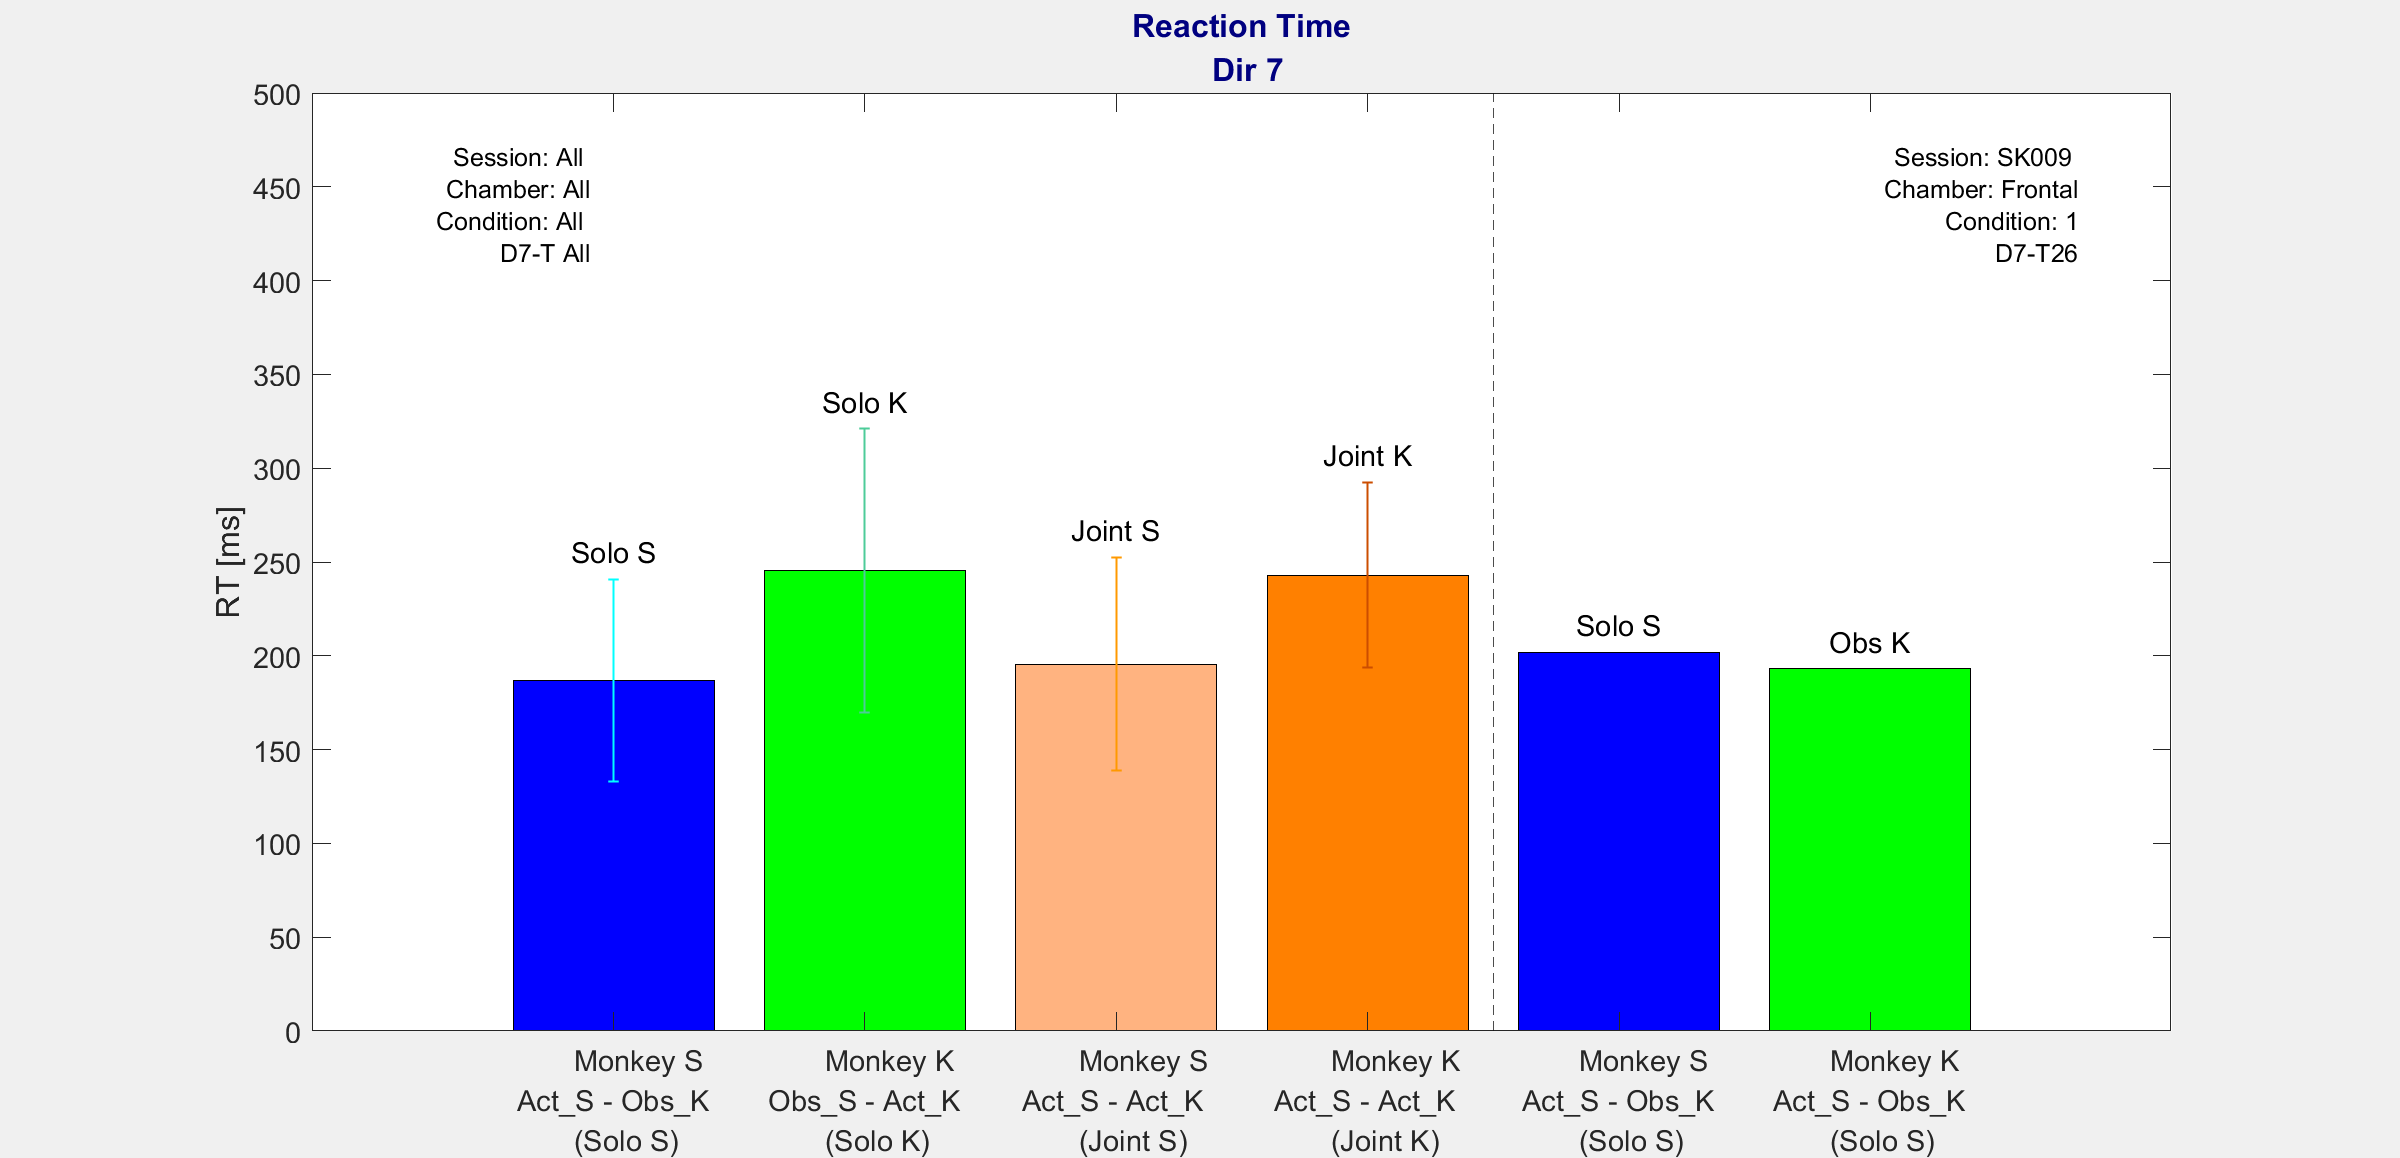 Reaction Time
Dir 7
500
450
400
350
300
250
200
150
100
50
0
RT [ms]
Session: All
Chamber: All
Condition: All
D7-T All
Session: SK009
Chamber: Frontal
Condition: 1
D7-T26
Solo S
Solo K
Joint S
Joint K
Solo S
Obs K
Monkey S
Act_S - Obs_K
(Solo S)
Monkey K
Obs_S - Act_K
(Solo K)
Monkey S
Act_S - Act_K
(Joint S)
Monkey K
Act_S - Act_K
(Joint K)
Monkey S
Act_S - Obs_K
(Solo S)
Monkey K
Act_S - Obs_K
(Solo S)